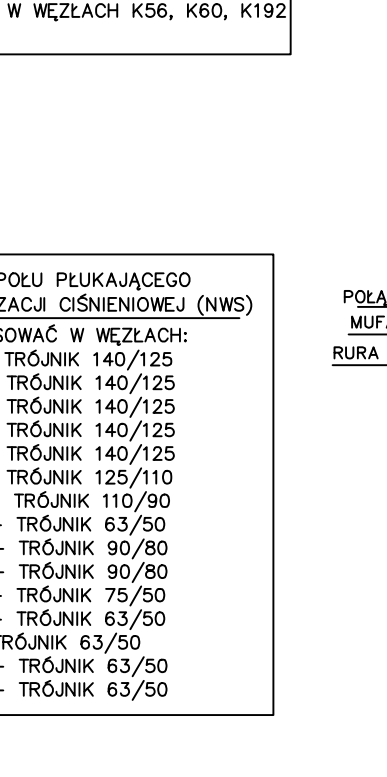 W WĘZŁACH K56, K60, K192
POŁU PŁUKAJĄCEGO
ZACJI CIŚNIENIOWEJ (NWS)
SOWAĆ W WĘZŁACH:
TRÓJNIK 140/125
TRÓJNIK 140/125
TRÓJNIK 140/125
TRÓJNIK 140/125
TRÓJNIK 140/125
TRÓJNIK 125/110
TRÓJNIK 110/90
- TRÓJNIK 63/50
- TRÓJNIK 90/80
- TRÓJNIK 90/80
- TRÓJNIK 75/50
- TRÓJNIK 63/50
TRÓJNIK 63/50
- TRÓJNIK 63/50
- TRÓJNIK 63/50
POŁĄ
MUFA
RURA